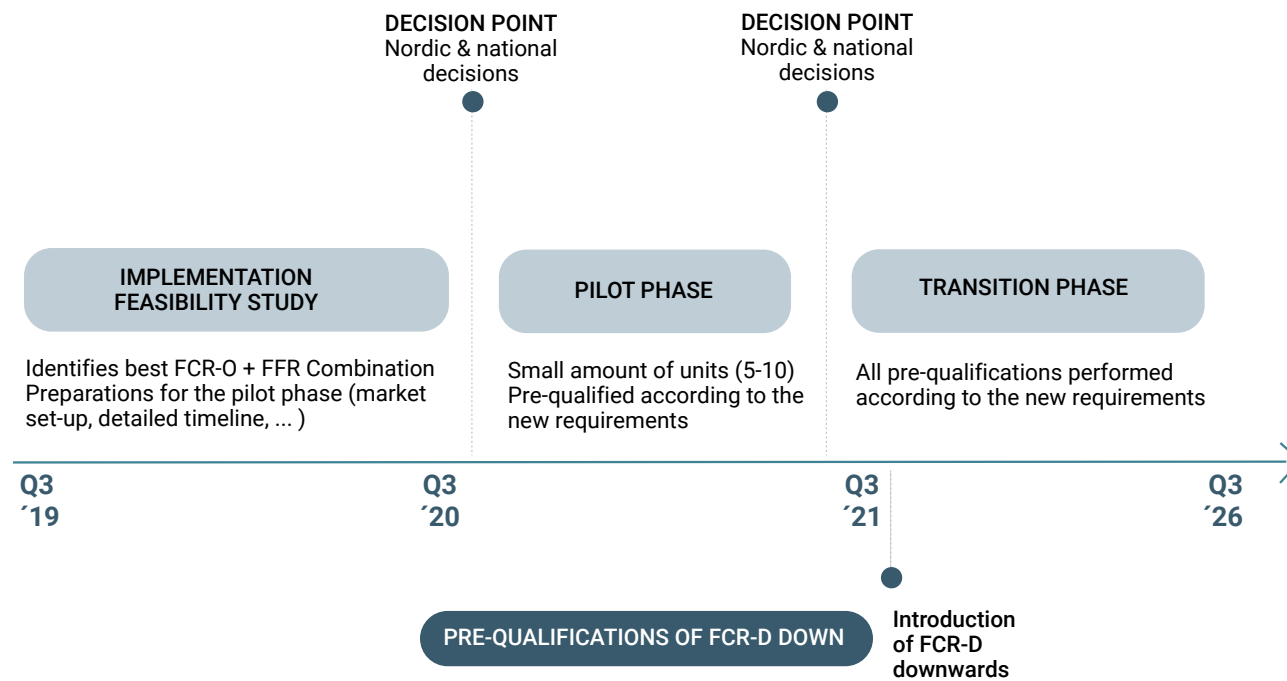 DECISION POINT
Nordic & national
decisions
DECISION POINT
Nordic & national
decisions
IMPLEMENTATION
FEASIBILITY STUDY
PILOT PHASE
TRANSITION PHASE
Identifies best FCR-O + FFR Combination
Preparations for the pilot phase (market
set-up, detailed timeline, ... )
Small amount of units (5-10)
Pre-qualified according to the
new requirements
All pre-qualifications performed
according to the new requirements
Q3
´19
Q3
´20
Q3
´21
Q3
´26
PRE-QUALIFICATIONS OF FCR-D DOWN
Introduction
of FCR-D
downwards